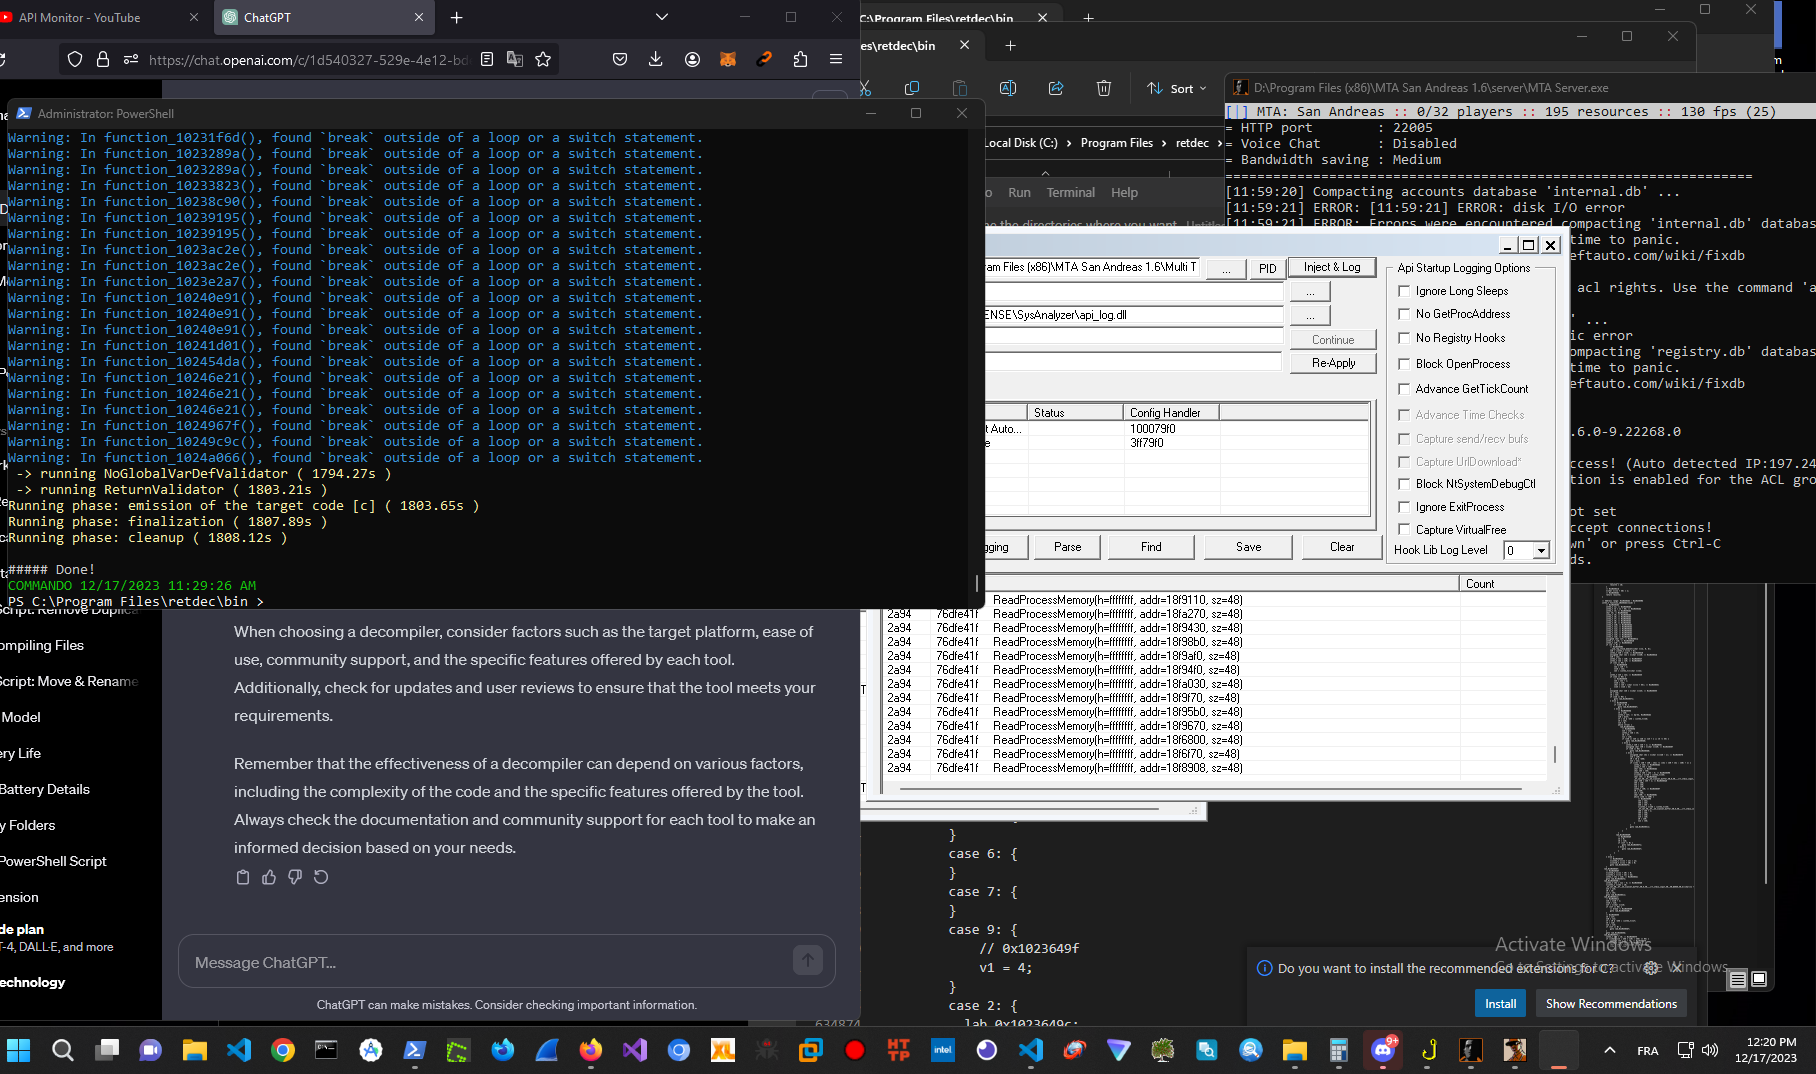 API Monitor - YouTube
ChatGPT
https://chat.openai.com/c/1d540327-529e-4e12-bd
Administrator: PowerShell
Warning: In function_10231f6d(), found `break` outside of a loop or a switch statement.
Warning: In function_1023289a(), found `break` outside of a loop or a switch statement.
Warning: In function_1023289a(), found `break` outside of a loop or a switch statement.
Warning: In function_10233823(), found `break` outside of a loop or a switch statement.
Warning: In function_10238c90(), found `break` outside of a loop or a switch statement.
Warning: In function_10239195(), found `break` outside of a loop or a switch statement.
Warning: In function_10239195(), found `break` outside of a loop or a switch statement.
Warning: In function_1023ac2e(), found `break` outside of a loop or a switch statement.
Warning: In function_1023ac2e(), found `break` outside of a loop or a switch statement.
Warning: In function_1023e2a7(), found `break` outside of a loop or a switch statement.
Warning: In function_10240e91(), found `break` outside of a loop or a switch statement.
Warning: In function_10240e91(), found `break` outside of a loop or a switch statement.
Warning: In function_10240e91(), found `break` outside of a loop or a switch statement.
Warning: In function_10241d01(), found `break` outside of a loop or a switch statement.
Warning: In function_102454da(), found `break` outside of a loop or a switch statement.
Warning: In function_10246e21(), found `break` outside of a loop or a switch statement.
Warning: In function_10246e21(), found `break` outside of a loop or a switch statement.
Warning: In function_10246e21(), found `break` outside of a loop or a switch statement.
Warning: In function_1024967f(), found `break` outside of a loop or a switch statement.
Warning: In function_10249c9c(), found `break` outside of a loop or a switch statement.
Warning: In function_1024a066(), found `break` outside of a loop or a switch statement.
-> running NoGlobalVarDefValidator ( 1794.27s )
-> running ReturnValidator ( 1803.21s )
Running phase: emission of the target code [c] ( 1803.65s )
Running phase: finalization ( 1807.89s )
Running phase: cleanup ( 1808.12s )
##### Done!
COMMANDO 12/17/2023 11:29:26 AM
PS C:\Program Files\retdec\bin >
Script: Remove Duplica
ompiling Files
Script: Move & Rename
Model
ery Life
Battery Details
y Folders
PowerShell Script
ension
de plan
T-4, DALL·E, and more
echnology
When choosing a decompiler, consider factors such as the target platform, ease of
use, community support, and the specific features offered by each tool.
Additionally, check for updates and user reviews to ensure that the tool meets your
requirements.
Remember that the effectiveness of a decompiler can depend on various factors,
including the complexity of the code and the specific features offered by the tool.
Always check the documentation and community support for each tool to make an
informed decision based on your needs.
Message ChatGPT...
ChatGPT can make mistakes. Consider checking important information.
C:\Program Files\retdec\bin
es\retdec\bin
Sort
Local Disk (C:) > Program Files > retdec >
Run Terminal Help
be the directories where you want
D:\Program Files (x86)\MTA San Andreas 1.6\server\MTA Server.exe
[|] MTA: San Andreas :: 0/32 players :: 195 resources :: 130 fps (25)
= HTTP port : 22005
= Voice Chat : Disabled
= Bandwidth saving : Medium
==================================================================
[11:59:20] Compacting accounts database 'internal.db' ...
[11:59:21] ERROR: [11:59:21] ERROR: disk I/O error
[11:59:21] ERROR: Errors were encountered compacting 'internal.db' databas
time to panic.
eftauto.com/wiki/fixdb
acl rights. Use the command 'a
' ...
ic error
ompacting 'registry.db' databas
time to panic.
eftauto.com/wiki/fixdb
.6.0-9.22268.0
ccess! (Auto detected IP:197.24
tion is enabled for the ACL gro
ot set
ccept connections!
wn' or press Ctrl-C
ds.
ram Files (x86)\MTA San Andreas 1.6\Multi T
... PID Inject & Log
...
ENSE\SysAnalyzer\api_log.dll
...
Continue
Re-Apply
Status Config Handler
t Auto... 100079f0
e 3ff79f0
gging Parse Find Save Clear
Api Startup Logging Options
Ignore Long Sleeps
No GetProcAddress
No Registry Hooks
Block OpenProcess
Advance GetTickCount
Advance Time Checks
Capture send/recv bufs
Capture UrlDownload*
Block NtSystemDebugCtl
Ignore ExitProcess
Capture VirtualFree
Hook Lib Log Level 0
Count
ReadProcessMemory(h=ffffffff, addr=18f9110, sz=48)
2a94 76dfe41f ReadProcessMemory(h=ffffffff, addr=18fa270, sz=48)
2a94 76dfe41f ReadProcessMemory(h=ffffffff, addr=18f9430, sz=48)
2a94 76dfe41f ReadProcessMemory(h=ffffffff, addr=18f98b0, sz=48)
2a94 76dfe41f ReadProcessMemory(h=ffffffff, addr=18f9af0, sz=48)
2a94 76dfe41f ReadProcessMemory(h=ffffffff, addr=18f94f0, sz=48)
2a94 76dfe41f ReadProcessMemory(h=ffffffff, addr=18fa030, sz=48)
2a94 76dfe41f ReadProcessMemory(h=ffffffff, addr=18f9f70, sz=48)
2a94 76dfe41f ReadProcessMemory(h=ffffffff, addr=18f95b0, sz=48)
2a94 76dfe41f ReadProcessMemory(h=ffffffff, addr=18f9670, sz=48)
2a94 76dfe41f ReadProcessMemory(h=ffffffff, addr=18f6800, sz=48)
2a94 76dfe41f ReadProcessMemory(h=ffffffff, addr=18f6f70, sz=48)
2a94 76dfe41f ReadProcessMemory(h=ffffffff, addr=18f8908, sz=48)
}
case 6: {
}
case 7: {
}
case 9: {
// 0x1023649f
v1 = 4;
}
case 2: {
lab_0x1023649c:
634874
Activate Windows
Go to Settings to activate Windows.
Do you want to install the recommended extensions for C?
Install
Show Recommendations
XL
HT
TP
intel
9+
FRA
12:20 PM
12/17/2023